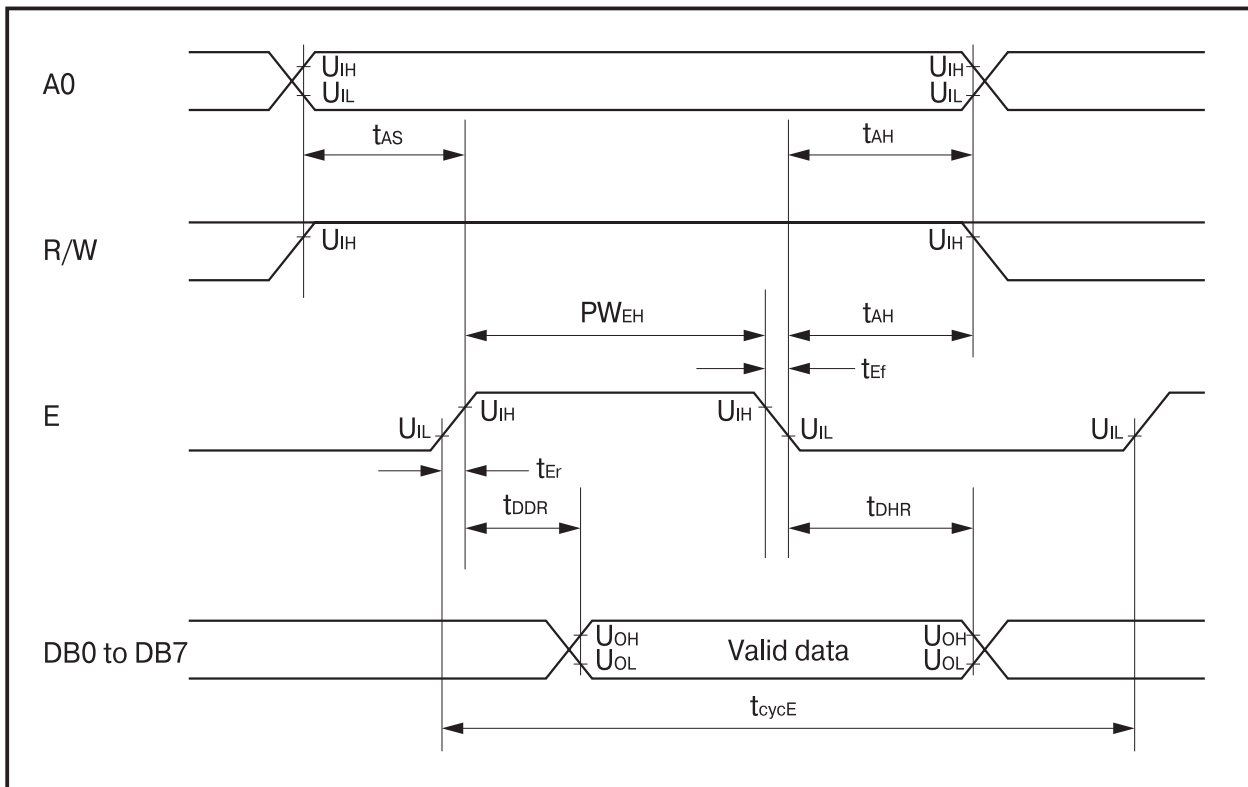 A0
UIH
UIL
UIH
UIL
tAS
tAH
R/W
UIH
UIH
PWEH
tAH
tEf
E
UIL
UIH
UIH
UIL
UIL
tEr
tDDR
tDHR
DB0 to DB7
UOH
UOL
Valid data
UOH
UOL
tcycE